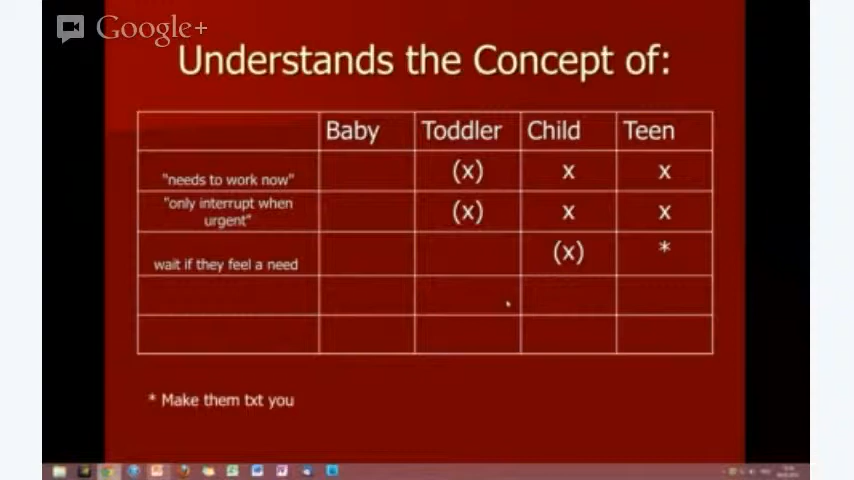 Google+
Understands the Concept of:
Baby Toddler Child Teen
"needs to work now" (x) x x
"only interrupt when
urgent" (x) x x
wait if they feel a need (x) *
* Make them txt you